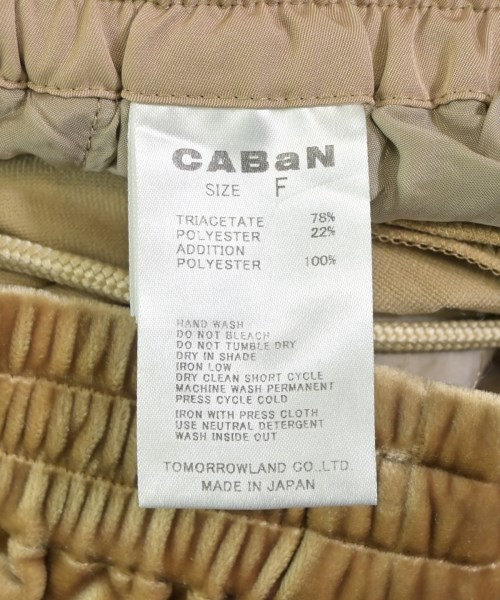 CABaN
SIZE F
TRIACETATE 78%
POLYESTER 22%
ADDITION
POLYESTER 100%
HAND WASH
DO NOT BLEACH
DO NOT TUMBLE DRY
DRY IN SHADE
IRON LOW
DRY CLEAN SHORT CYCLE
MACHINE WASH PERMANENT
PRESS CYCLE COLD
IRON WITH PRESS CLOTH
USE NEUTRAL DETERGENT
WASH INSIDE OUT
TOMORROWLAND CO.,LTD.
MADE IN JAPAN